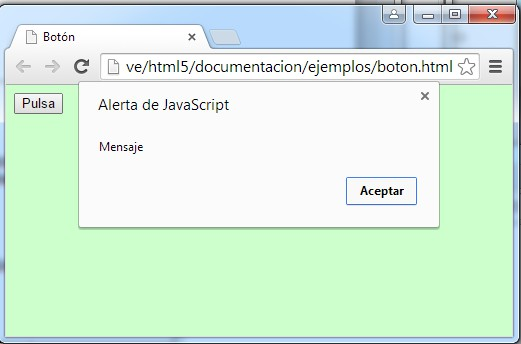 Botón
ve/html5/documentacion/ejemplos/boton.html
Pulsa
Alerta de JavaScript
Mensaje
Aceptar